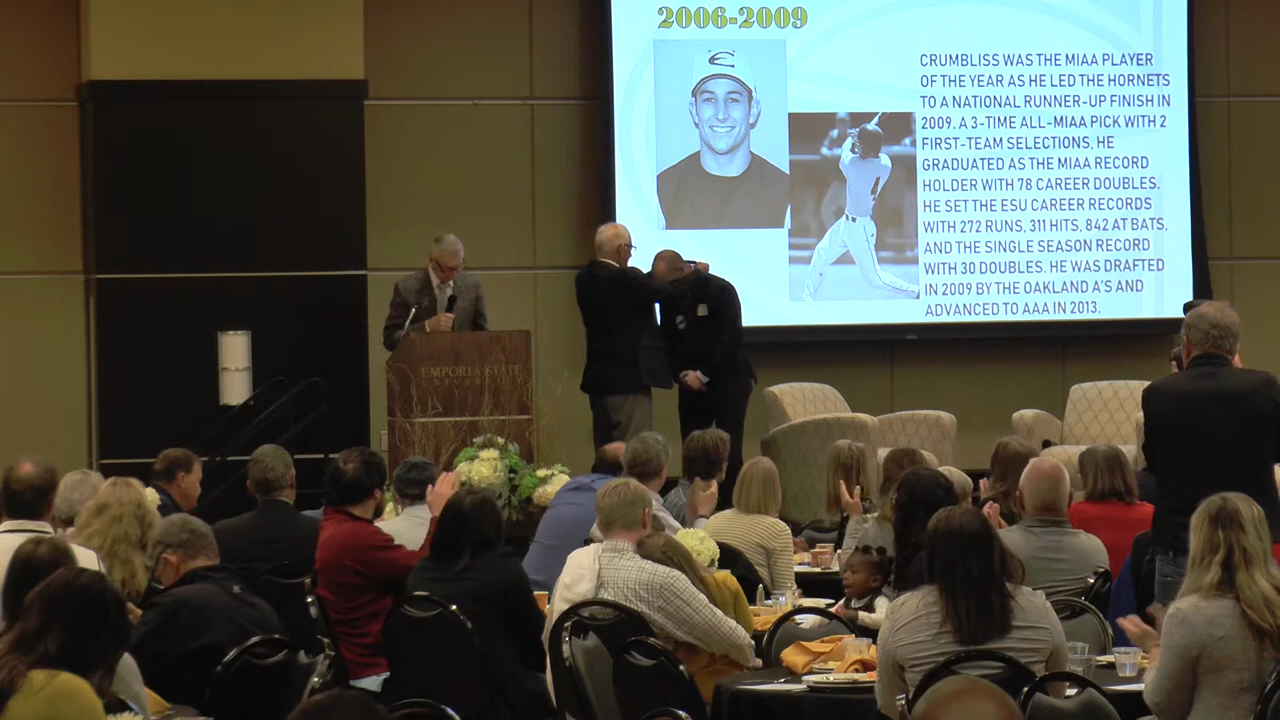 2006-2009
CRUMBLISS WAS THE MIAA PLAYER
OF THE YEAR AS HE LED THE HORNETS
TO A NATIONAL RUNNER-UP FINISH IN
2009. A 3-TIME ALL-MIAA PICK WITH 2
FIRST-TEAM SELECTIONS, HE
GRADUATED AS THE MIAA RECORD
HOLDER WITH 78 CAREER DOUBLES.
HE SET THE ESU CAREER RECORDS
WITH 272 RUNS, 311 HITS, 842 AT BATS,
AND THE SINGLE SEASON RECORD
WITH 30 DOUBLES. HE WAS DRAFTED
IN 2009 BY THE OAKLAND A'S AND
ADVANCED TO AAA IN 2013.
E
4
EMPORIA STATE
UNIVERSITY